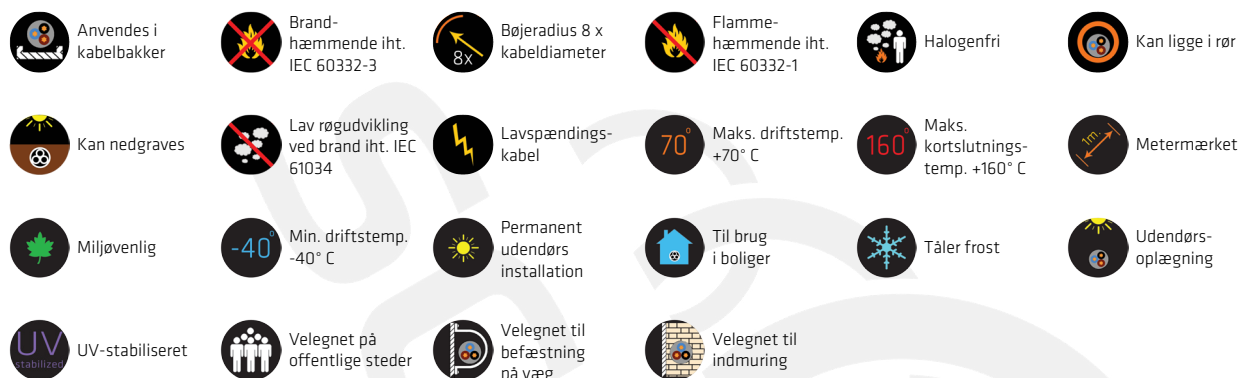 Anvendes i
kabelbakker
Brand-
hæmmende iht.
IEC 60332-3
8x
Bøjeradius 8 x
kabeldiameter
Flamme-
hæmmende iht.
IEC 60332-1
Halogenfri
Kan ligge i rør
Kan nedgraves
Lav røgudvikling
ved brand iht. IEC
61034
Lavspændings-
kabel
70°
Maks. driftstemp.
+70° C
160°
Maks.
kortslutnings-
temp. +160° C
1m.
Metermærket
Miljøvenlig
-40°
Min. driftstemp.
-40° C
Permanent
udendørs
installation
Til brug
i boliger
Tåler frost
Udendørs-
oplægning
UV
stabilized
UV-stabiliseret
Velegnet på
offentlige steder
Velegnet til
befæstning
på væg
Velegnet til
indmuring